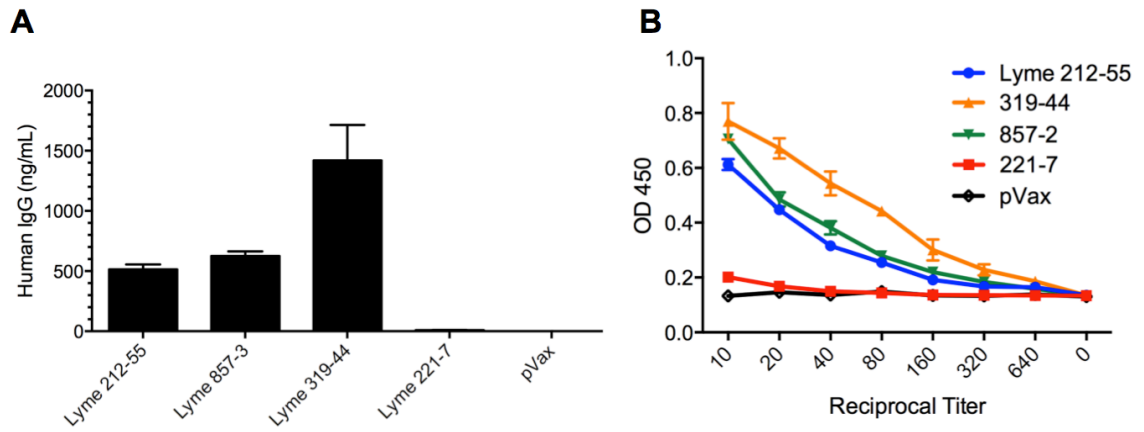 A
Human IgG (ng/mL)
2000
1500
1000
500
0
Lyme 212-55
Lyme 857-3
Lyme 319-44
Lyme 221-7
pVax
B
OD 450
1.0
0.8
0.6
0.4
0.2
0.0
10
20
40
80
160
320
640
0
Reciprocal Titer
Lyme 212-55
319-44
857-2
221-7
pVax